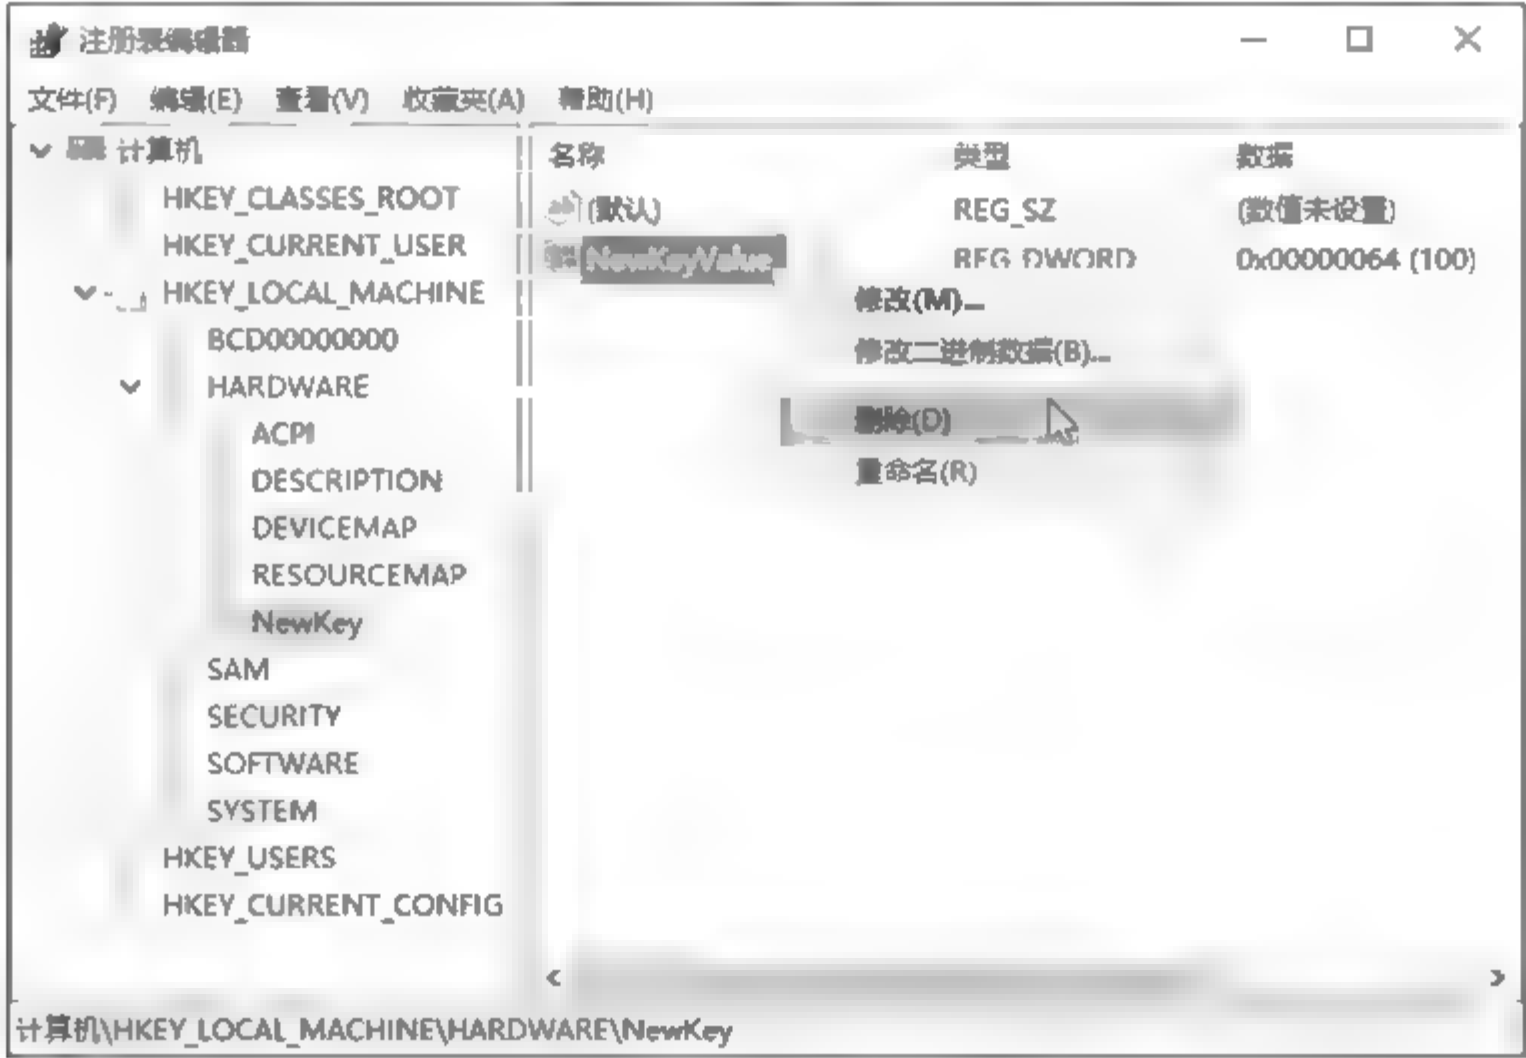 注册表编辑器
文件(F) 编辑(E) 查看(V) 收藏夹(A) 帮助(H)
计算机
HKEY_CLASSES_ROOT
HKEY_CURRENT_USER
HKEY_LOCAL_MACHINE
BCD00000000
HARDWARE
ACPI
DESCRIPTION
DEVICEMAP
RESOURCEMAP
NewKey
SAM
SECURITY
SOFTWARE
SYSTEM
HKEY_USERS
HKEY_CURRENT_CONFIG
名称 类型 数据
(默认) REG_SZ (数值未设置)
NewKeyValue REG_DWORD 0x00000064 (100)
修改(M)...
修改二进制数据(B)...
删除(D)
重命名(R)
计算机\HKEY_LOCAL_MACHINE\HARDWARE\NewKey